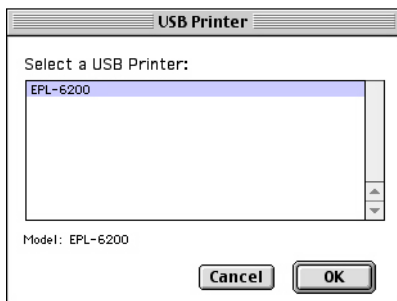 USB Printer
Select a USB Printer:
EPL-6200
Model: EPL-6200
Cancel OK